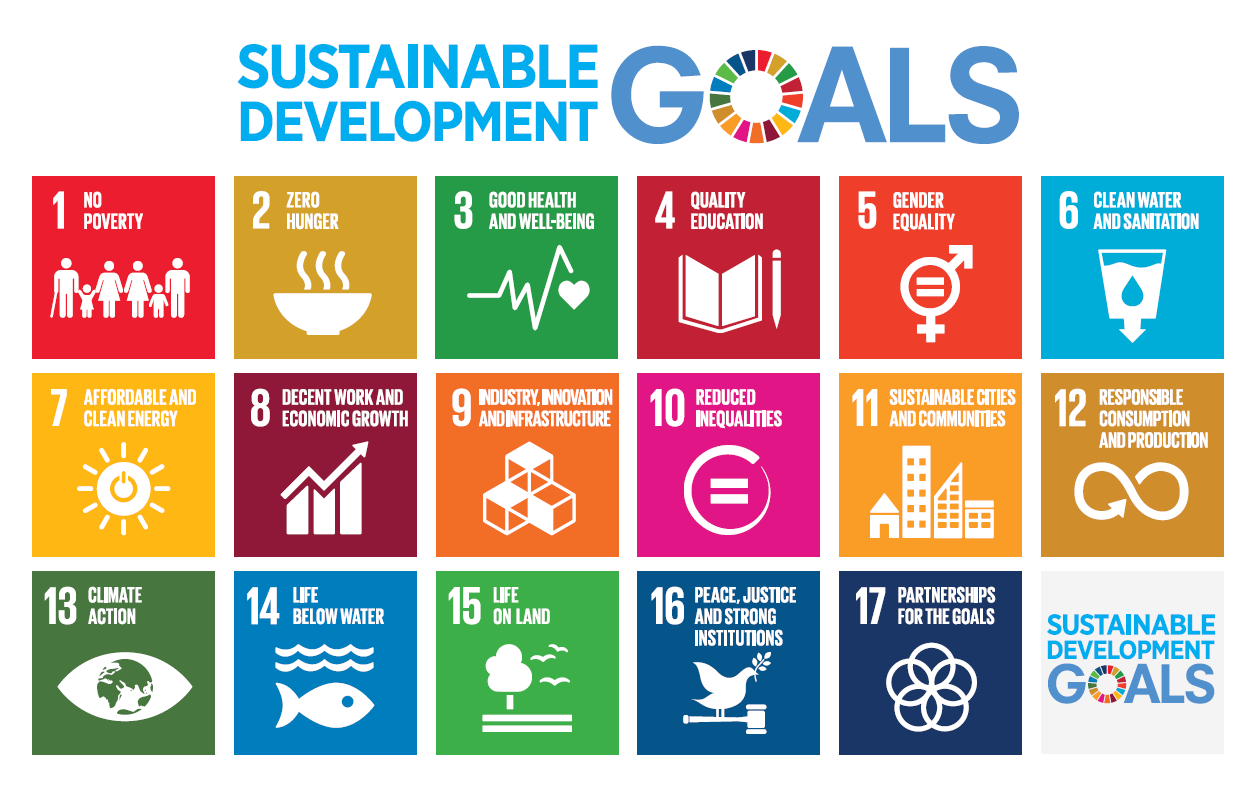 SUSTAINABLE
DEVELOPMENT
GOALS
1 NO
POVERTY
2 ZERO
HUNGER
3 GOOD HEALTH
AND WELL-BEING
4 QUALITY
EDUCATION
5 GENDER
EQUALITY
6 CLEAN WATER
AND SANITATION
7 AFFORDABLE AND
CLEAN ENERGY
8 DECENT WORK AND
ECONOMIC GROWTH
9 INDUSTRY, INNOVATION
AND INFRASTRUCTURE
10 REDUCED
INEQUALITIES
11 SUSTAINABLE CITIES
AND COMMUNITIES
12 RESPONSIBLE
CONSUMPTION
AND PRODUCTION
13 CLIMATE
ACTION
14 LIFE
BELOW WATER
15 LIFE
ON LAND
16 PEACE, JUSTICE
AND STRONG
INSTITUTIONS
17 PARTNERSHIPS
FOR THE GOALS
SUSTAINABLE
DEVELOPMENT
GOALS